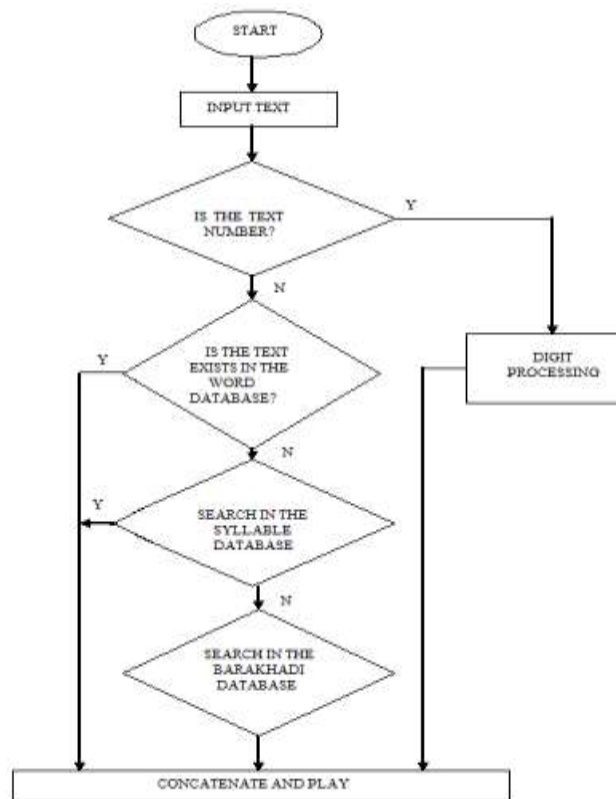 START
INPUT TEXT
IS THE TEXT
NUMBER?
Y
N
IS THE TEXT
EXISTS IN THE
WORD
DATABASE?
Y
DIGIT
PROCESSING
N
SEARCH IN THE
SYLLABLE
DATABASE
Y
N
SEARCH IN THE
BARAKHADI
DATABASE
CONCATENATE AND PLAY